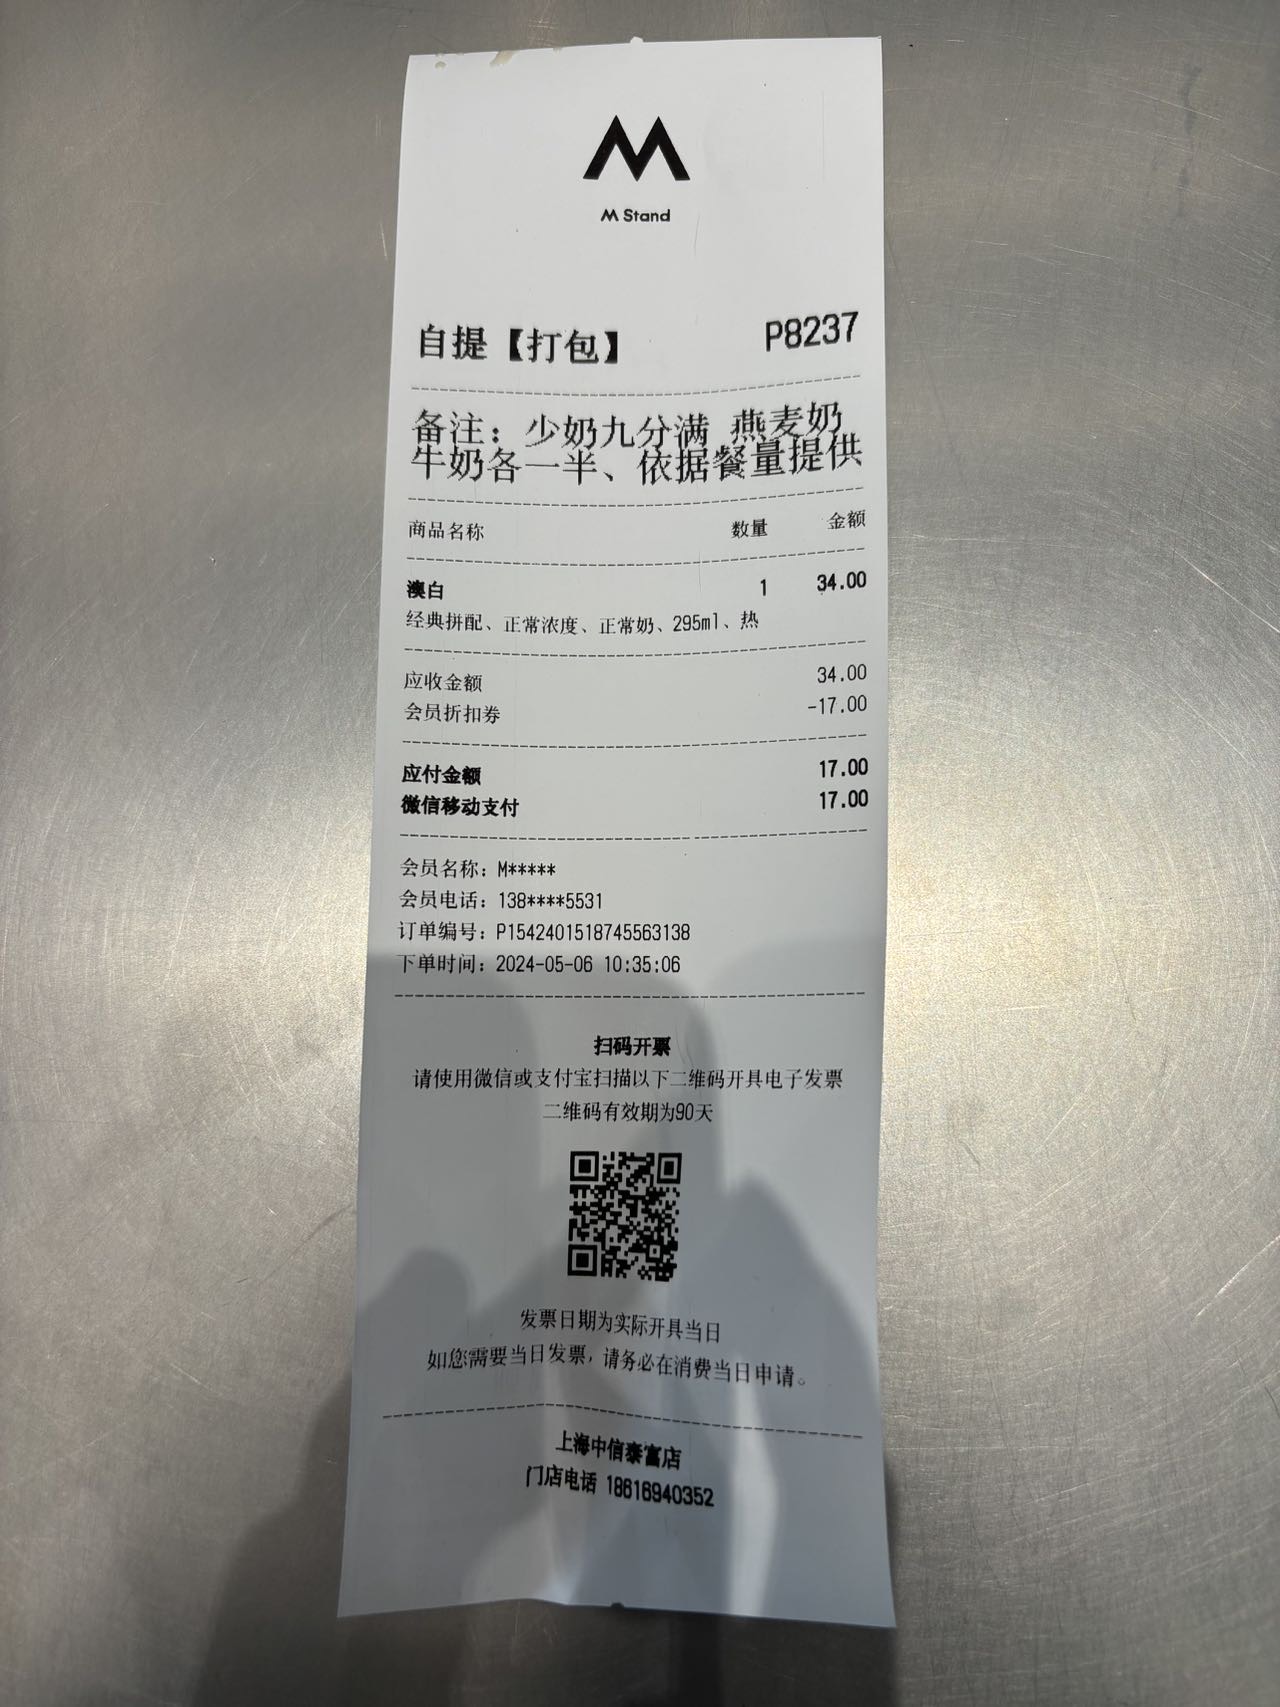 M Stand
自提【打包】 P8237
备注：少奶九分满 燕麦奶
牛奶各一半、依据餐量提供
商品名称 数量 金额
澳白 1 34.00
经典拼配、正常浓度、正常奶、295ml、热
应收金额 34.00
会员折扣券 -17.00
应付金额 17.00
微信移动支付 17.00
会员名称：M*****
会员电话：138****5531
订单编号：P1542401518745563138
下单时间：2024-05-06 10:35:06
扫码开票
请使用微信或支付宝扫描以下二维码开具电子发票
二维码有效期为90天
发票日期为实际开具当日
如您需要当日发票，请务必在消费当日申请。
上海中信泰富店
门店电话 18616940352